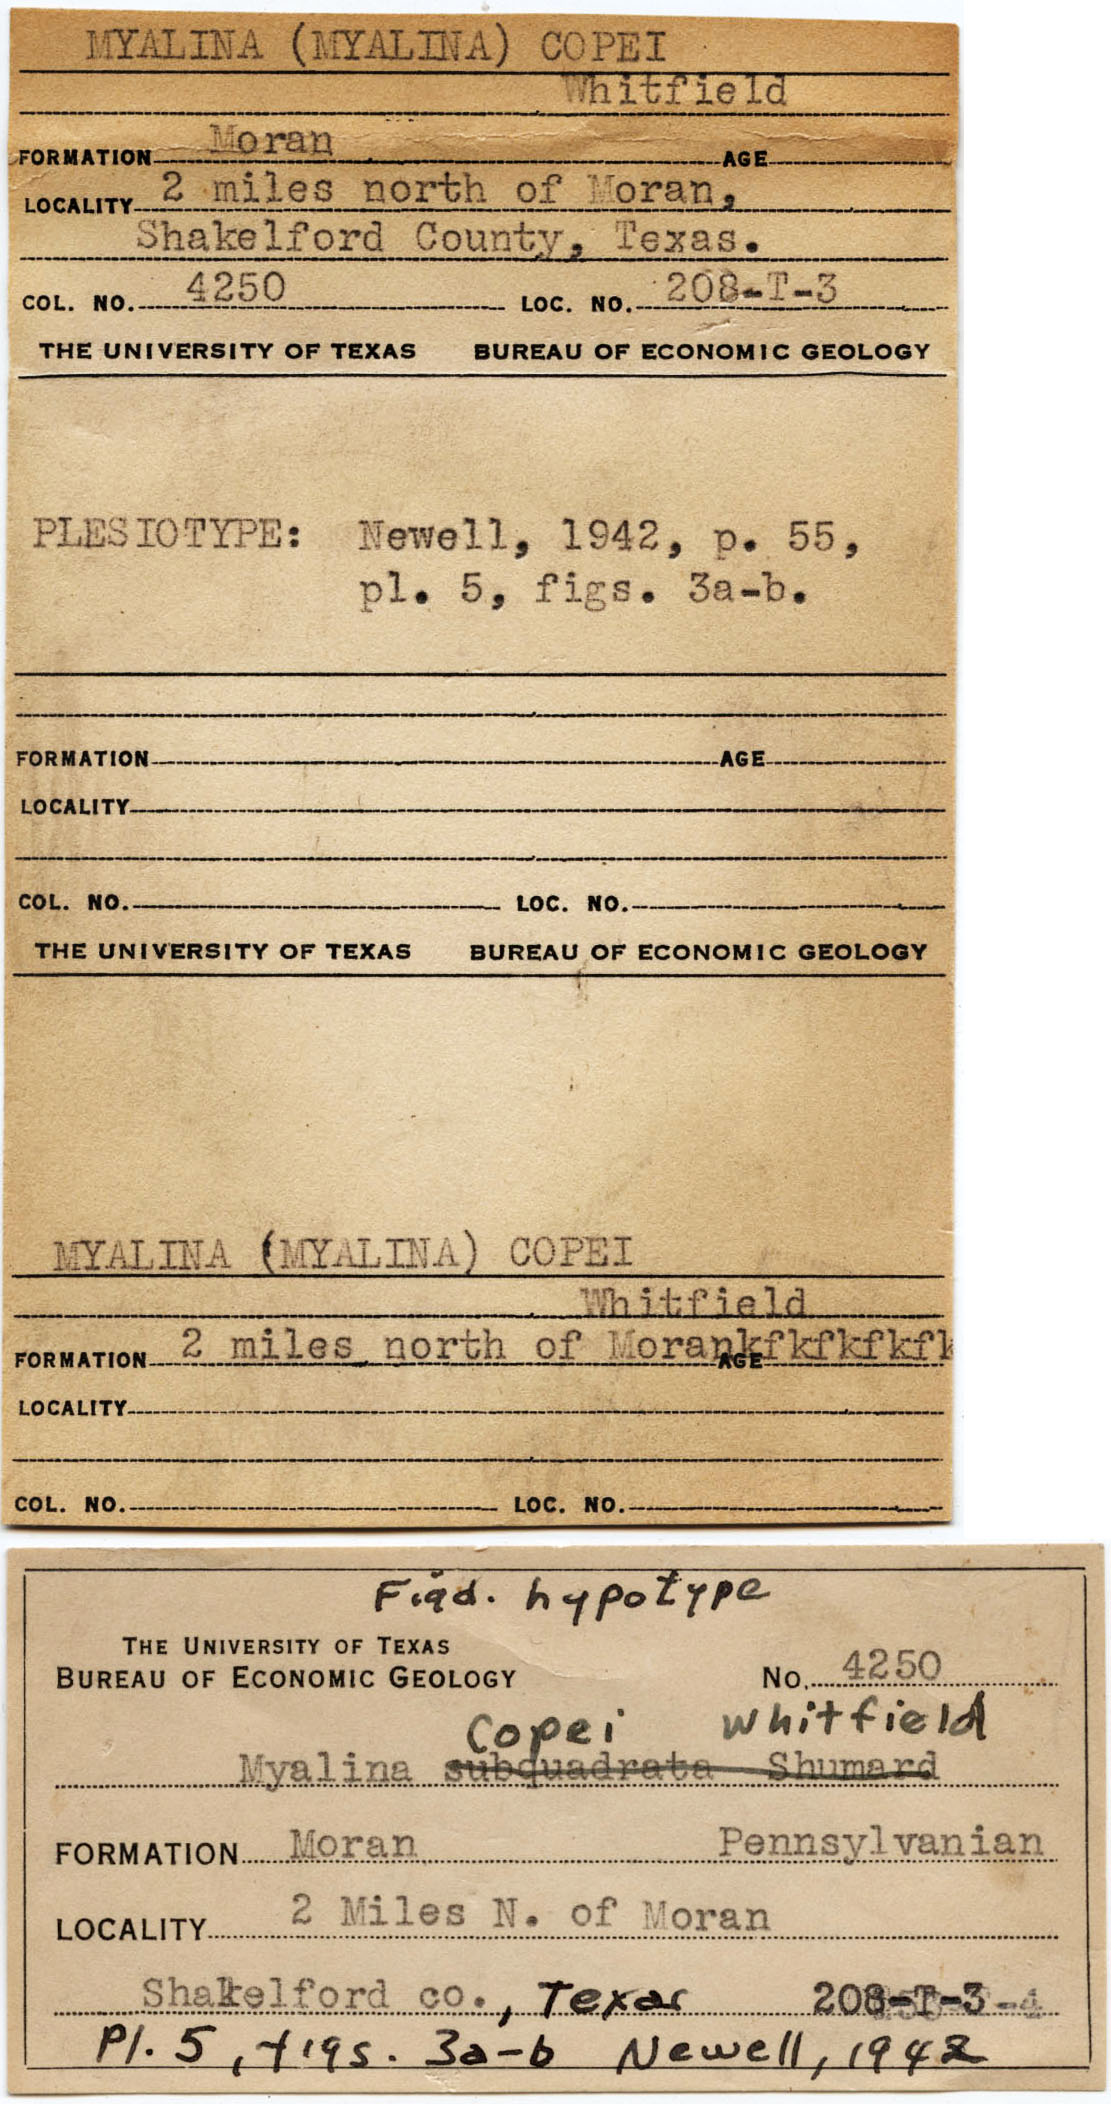 MYALINA (MYALINA) COPEI
Whitfield
FORMATION Moran AGE
LOCALITY 2 miles north of Moran,
Shakelford County, Texas.
COL. NO. 4250 LOC. NO. 208-T-3
THE UNIVERSITY OF TEXAS BUREAU OF ECONOMIC GEOLOGY
PLESIOTYPE: Newell, 1942, p. 55,
pl. 5, figs. 3a-b.
FORMATION AGE
LOCALITY
COL. NO. LOC. NO.
THE UNIVERSITY OF TEXAS BUREAU OF ECONOMIC GEOLOGY
MYALINA (MYALINA) COPEI
Whitfield
FORMATION 2 miles north of Morankfkfkfkfk AGE
LOCALITY
COL. NO. LOC. NO.
Figd. hypotype
THE UNIVERSITY OF TEXAS
BUREAU OF ECONOMIC GEOLOGY No. 4250
Copei Whitfield
Myalina subquadrata Shumard
FORMATION Moran Pennsylvanian
LOCALITY 2 Miles N. of Moran
Shakelford co., Texas 208-T-3
Pl. 5, figs. 3a-b Newell, 1942